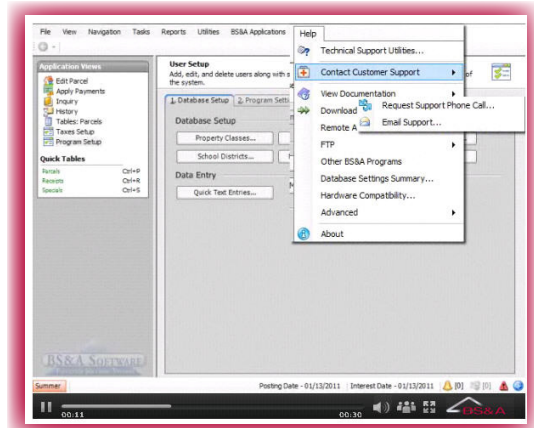 File View Navigation Tasks Reports Utilities BS&A Applications Help
Application Views
Edit Parcel
Apply Payments
Inquiry
History
Tables: Parcels
Taxes Setup
Program Setup
Quick Tables
Parcels Ctrl+P
Receipts Ctrl+R
Specials Ctrl+S
User Setup
Add, edit, and delete users along with s
of
the system.
1. Database Setup 2. Program Setti
Database Setup
Property Classes...
School Districts...
Data Entry
Quick Text Entries...
Technical Support Utilities...
Contact Customer Support
View Documentation
Request Support Phone Call...
Download
Email Support...
Remote A
FTP
Other BS&A Programs
Database Settings Summary...
Hardware Compatibility...
Advanced
About
BS&A SOFTWARE
Summer
Posting Date - 01/13/2011 Interest Date - 01/13/2011 [0] [0]
00:11
00:30
BS&A